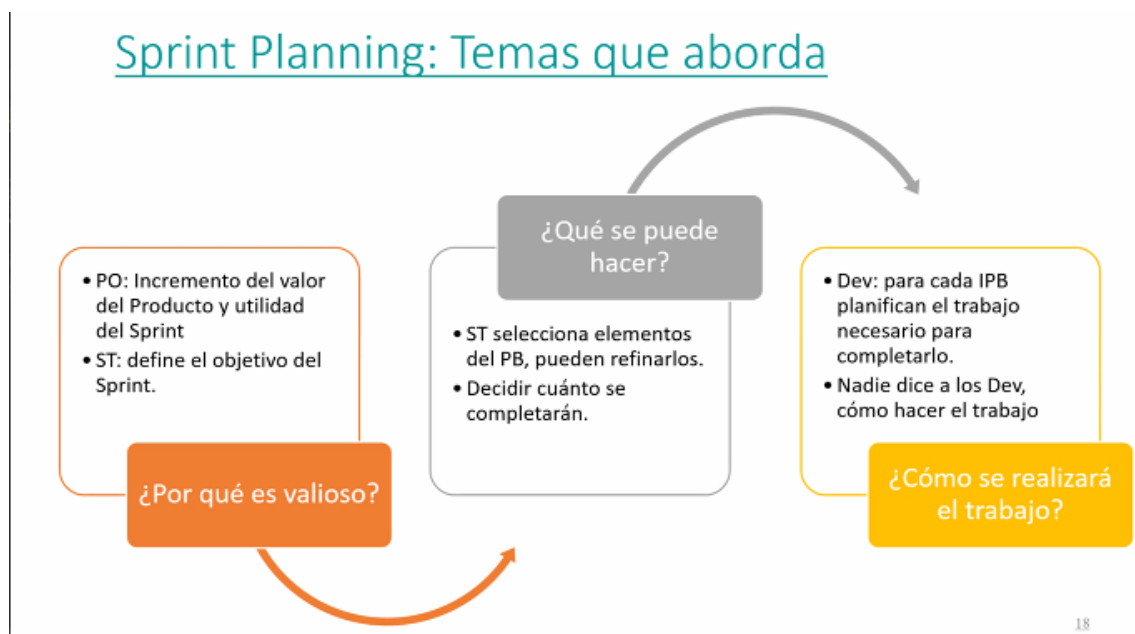 Sprint Planning: Temas que aborda
• PO: Incremento del valor
del Producto y utilidad
del Sprint
• ST: define el objetivo del
Sprint.
¿Por qué es valioso?
¿Qué se puede
hacer?
• ST selecciona elementos
del PB, pueden refinarlos.
• Decidir cuánto se
completarán.
• Dev: para cada IPB
planifican el trabajo
necesario para
completarlo.
• Nadie dice a los Dev,
cómo hacer el trabajo
¿Cómo se realizará
el trabajo?
18